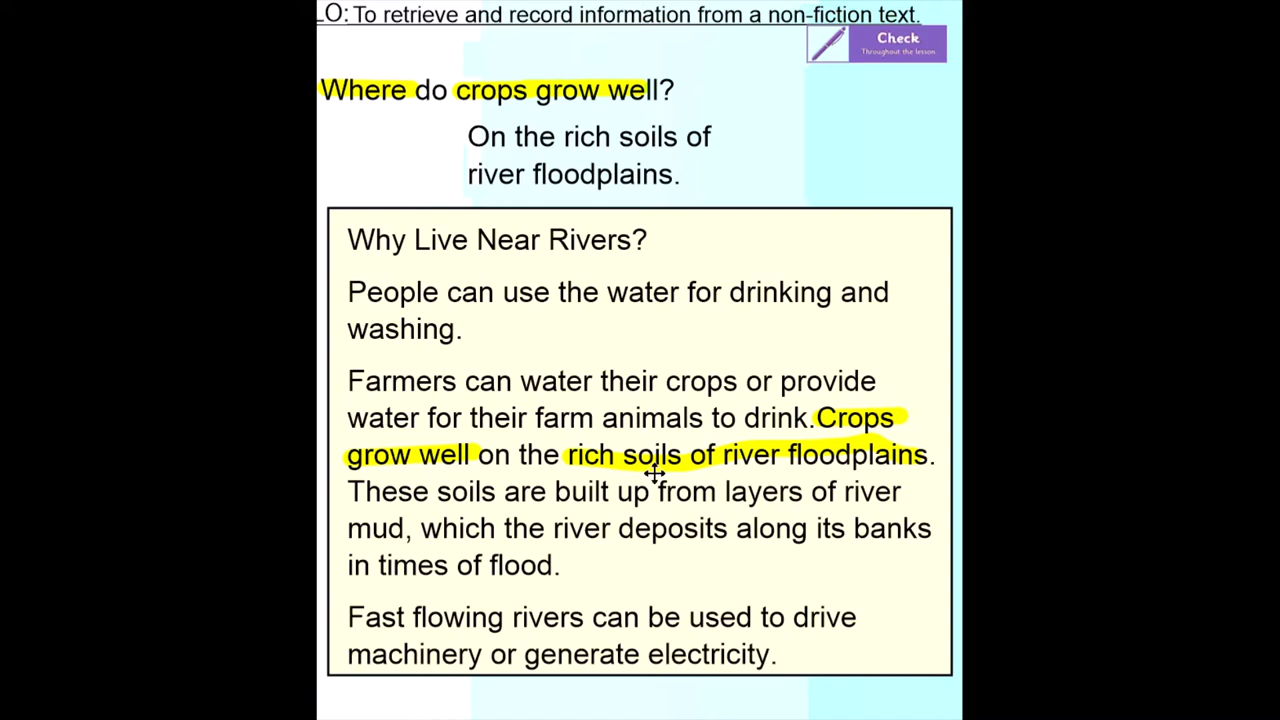 LO: To retrieve and record information from a non-fiction text.
Check
Throughout the lesson
Where do crops grow well?
On the rich soils of
river floodplains.
Why Live Near Rivers?
People can use the water for drinking and
washing.
Farmers can water their crops or provide
water for their farm animals to drink.Crops
grow well on the rich soils of river floodplains.
These soils are built up from layers of river
mud, which the river deposits along its banks
in times of flood.
Fast flowing rivers can be used to drive
machinery or generate electricity.